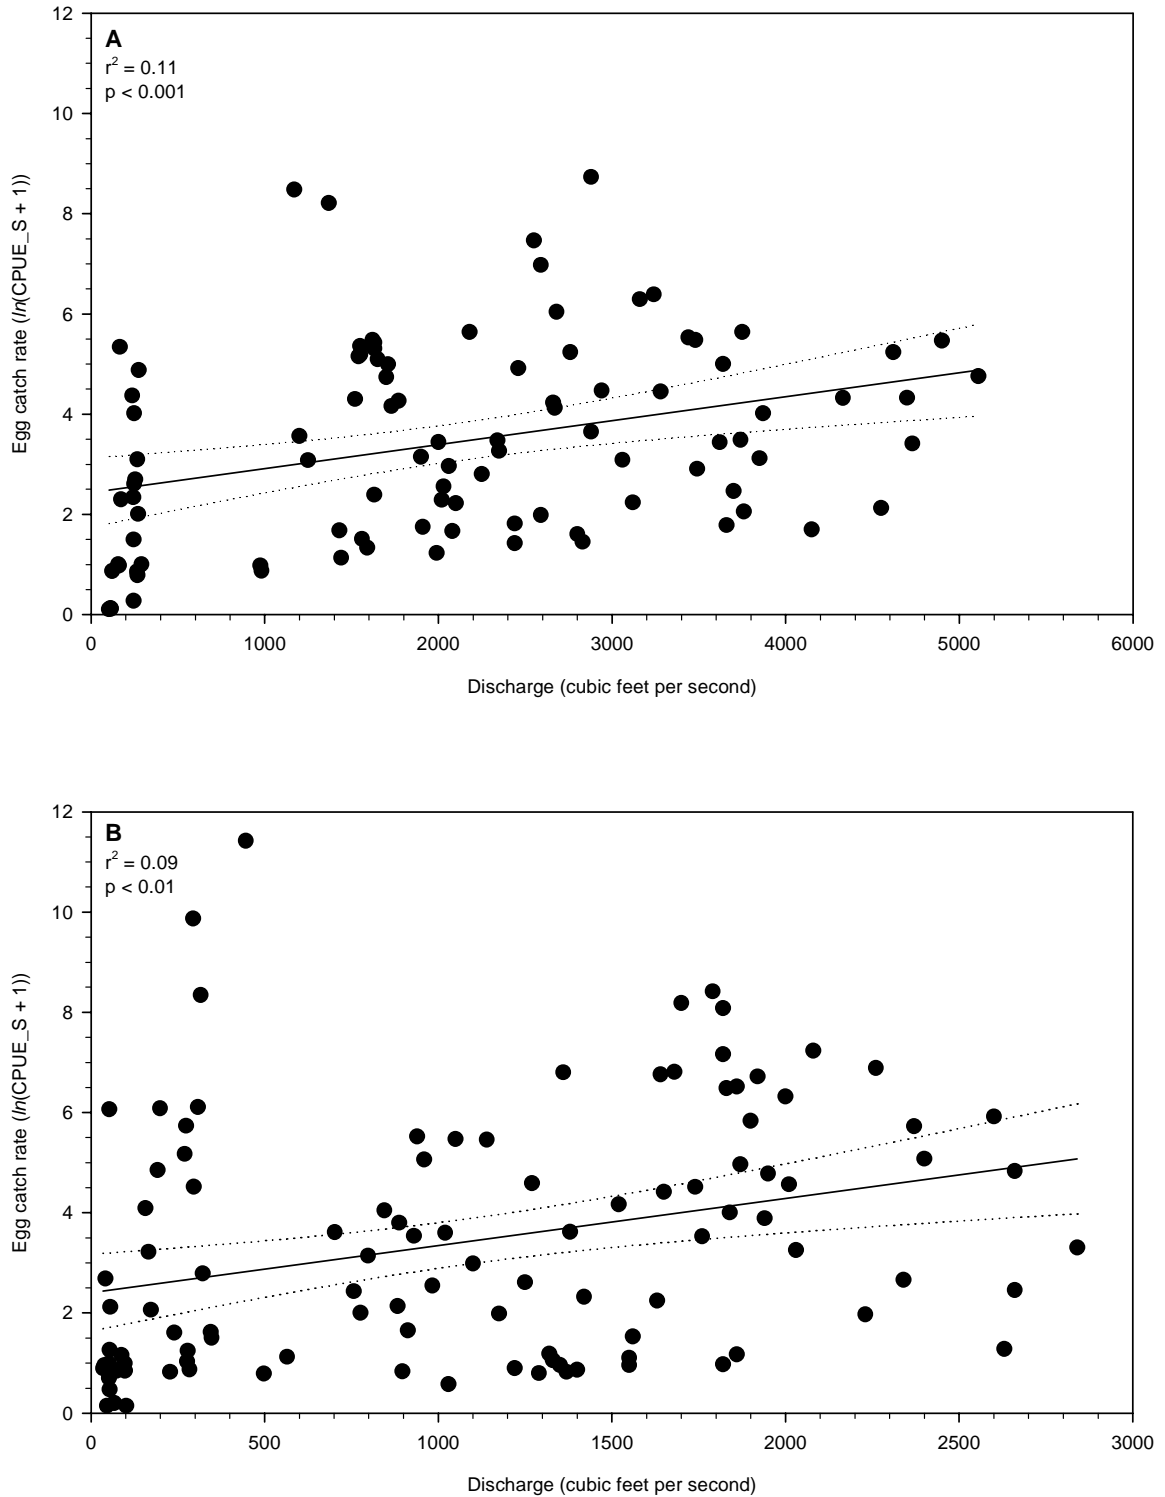 A
r² = 0.11
p < 0.001
12
10
8
6
4
2
0
Egg catch rate (ln(CPUE_S + 1))
0 1000 2000 3000 4000 5000 6000
Discharge (cubic feet per second)
B
r² = 0.09
p < 0.01
12
10
8
6
4
2
0
Egg catch rate (ln(CPUE_S + 1))
0 500 1000 1500 2000 2500 3000
Discharge (cubic feet per second)